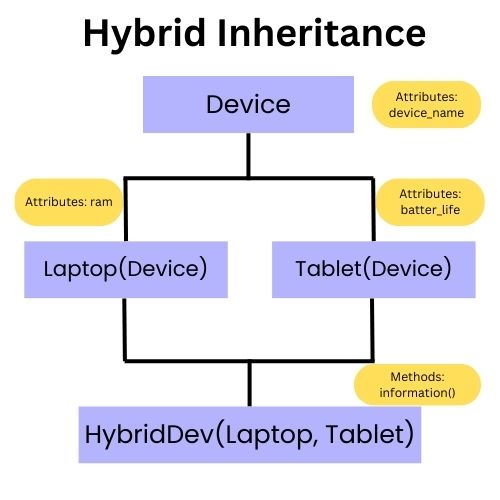 Hybrid Inheritance
Device
Attributes:
device_name
Attributes: ram
Attributes:
batter_life
Laptop(Device)
Tablet(Device)
Methods:
information()
HybridDev(Laptop, Tablet)